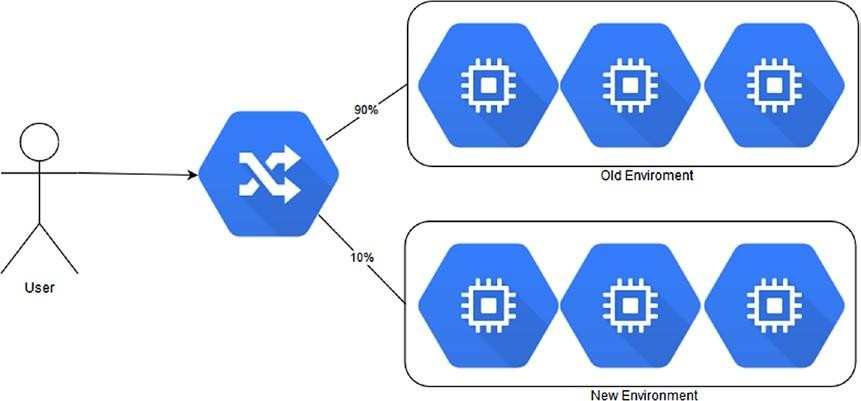 90%
Old Enviroment
User
10%
New Environment